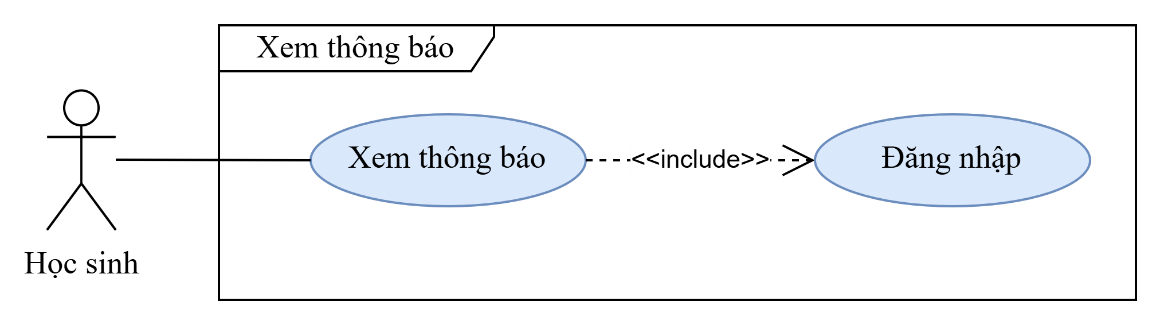 Xem thông báo
Xem thông báo
<<include>>
Đăng nhập
Học sinh